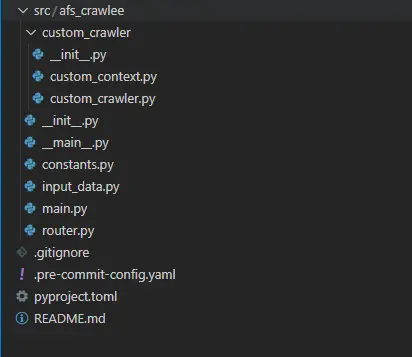 src/afs_crawlee
custom_crawler
__init__.py
custom_context.py
custom_crawler.py
__init__.py
__main__.py
constants.py
input_data.py
main.py
router.py
.gitignore
! .pre-commit-config.yaml
pyproject.toml
README.md